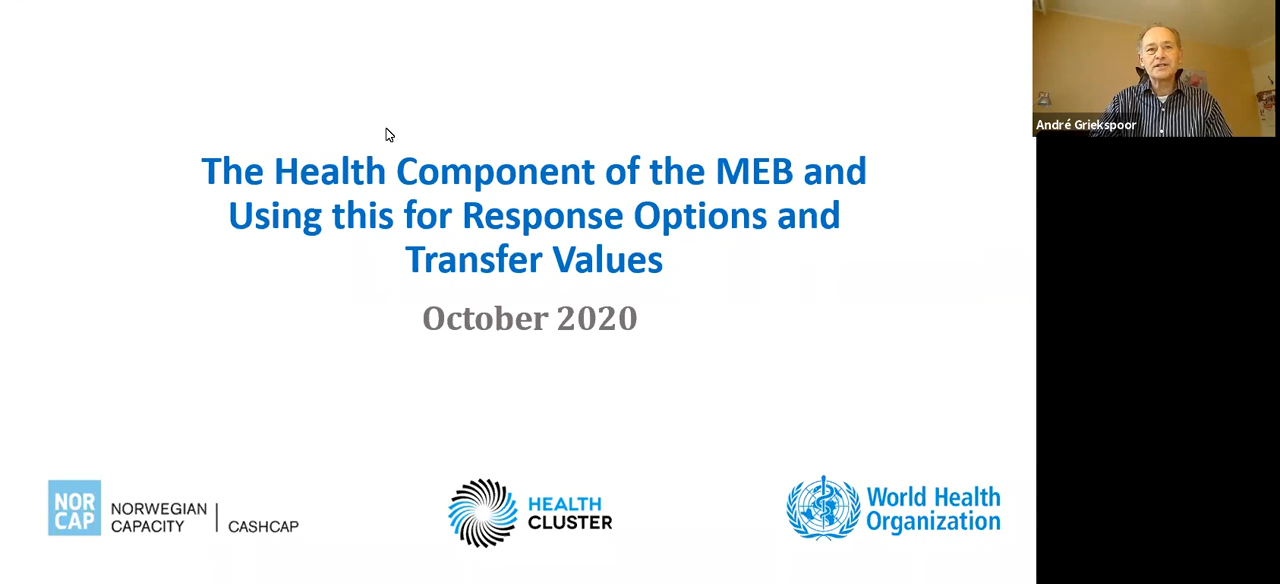 The Health Component of the MEB and
Using this for Response Options and
Transfer Values
October 2020
André Griekspoor
NOR
CAP
NORWEGIAN
CAPACITY
CASHCAP
HEALTH
CLUSTER
World Health
Organization